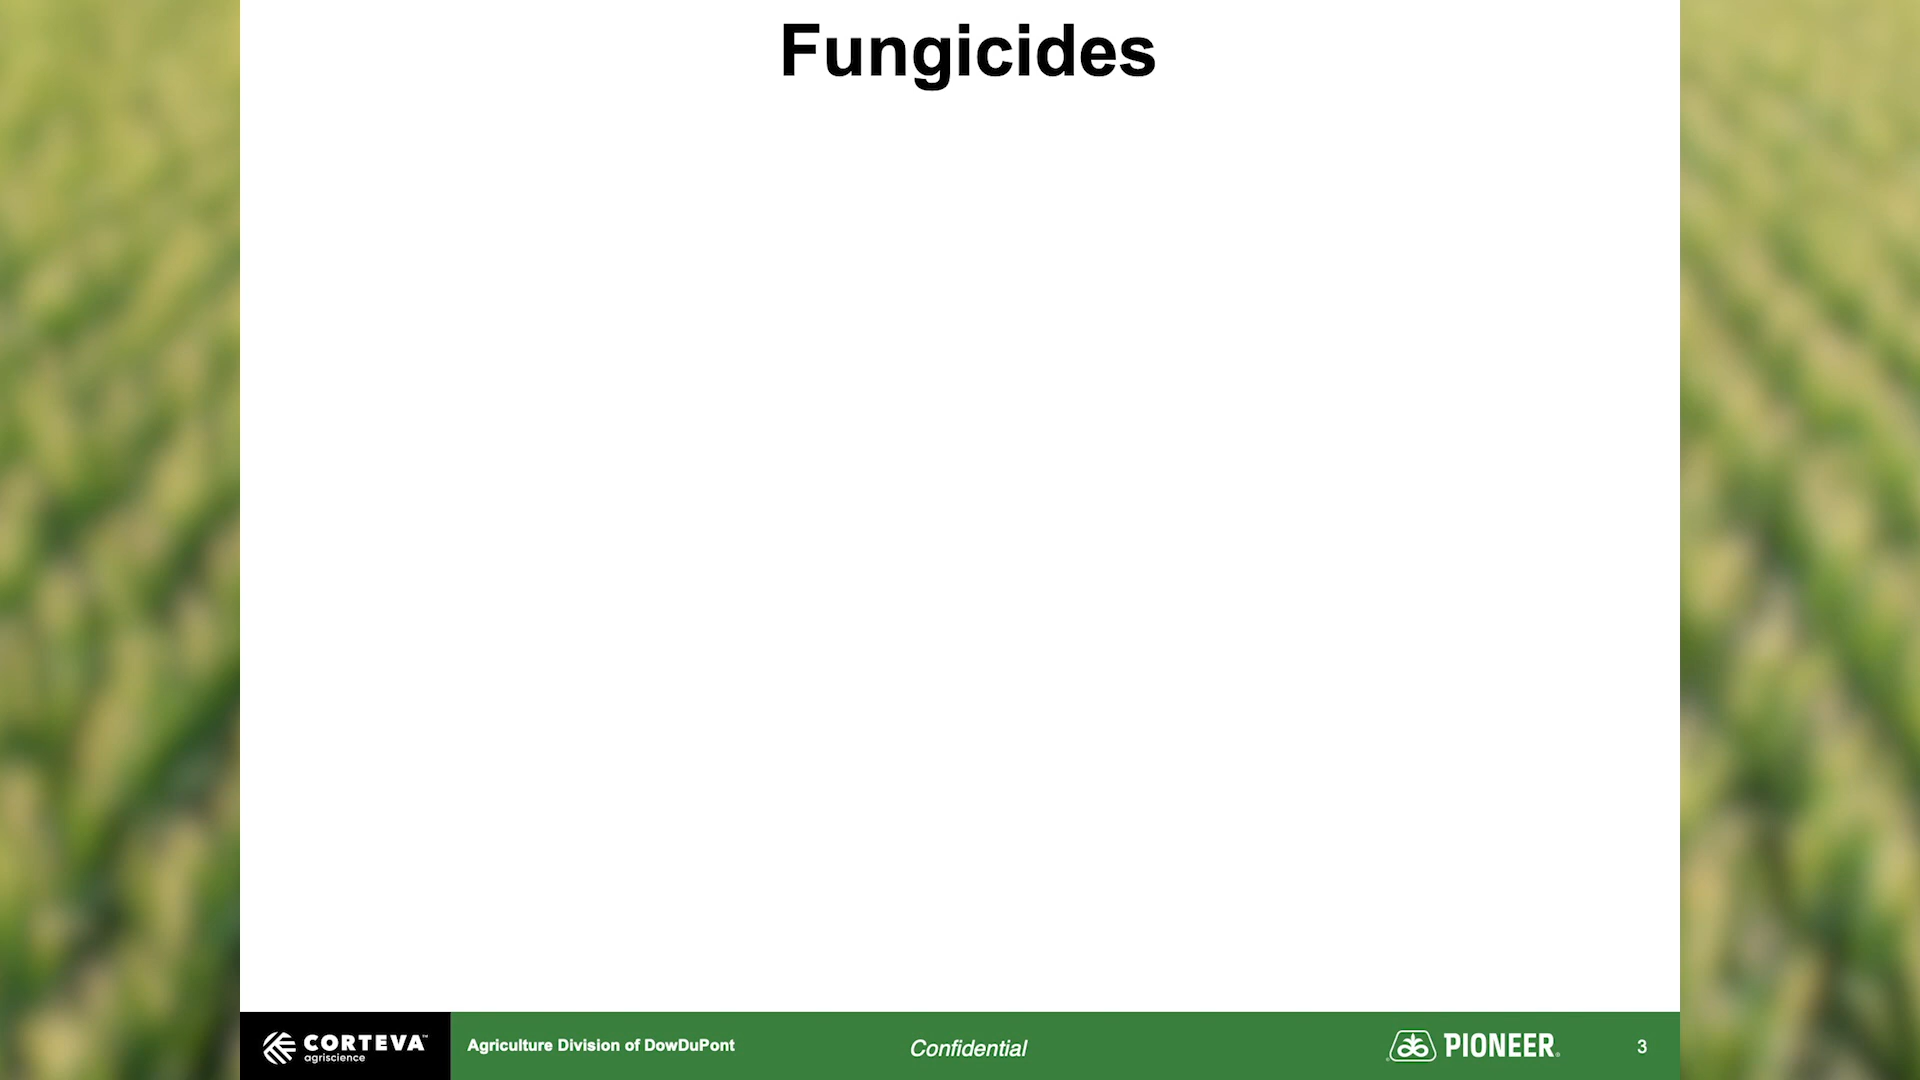 Fungicides
CORTEVA™
agriscience
Agriculture Division of DowDuPont
Confidential
PIONEER®
3